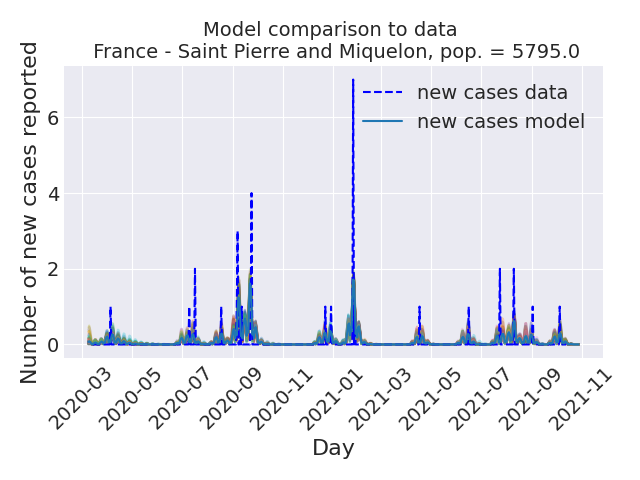 Model comparison to data
France - Saint Pierre and Miquelon, pop. = 5795.0
Number of new cases reported
6
4
2
0
new cases data
new cases model
2020-03
2020-05
2020-07
2020-09
2020-11
2021-01
2021-03
2021-05
2021-07
2021-09
2021-11
Day